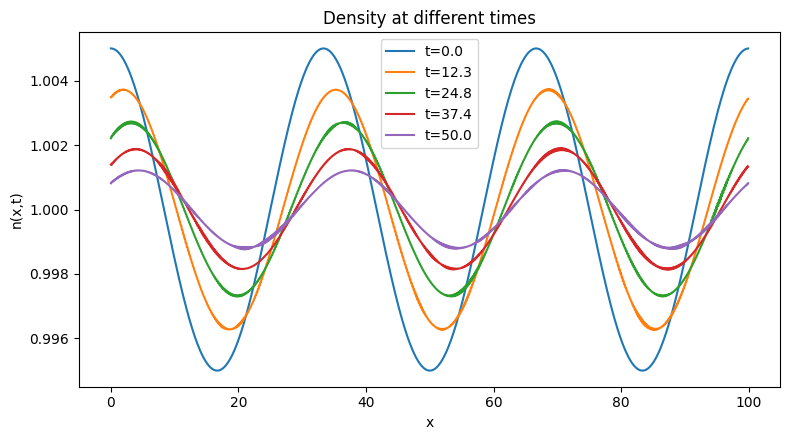 Density at different times
t=0.0
t=12.3
t=24.8
t=37.4
t=50.0
1.004
1.002
1.000
0.998
0.996
n(x,t)
0 20 40 60 80 100
x